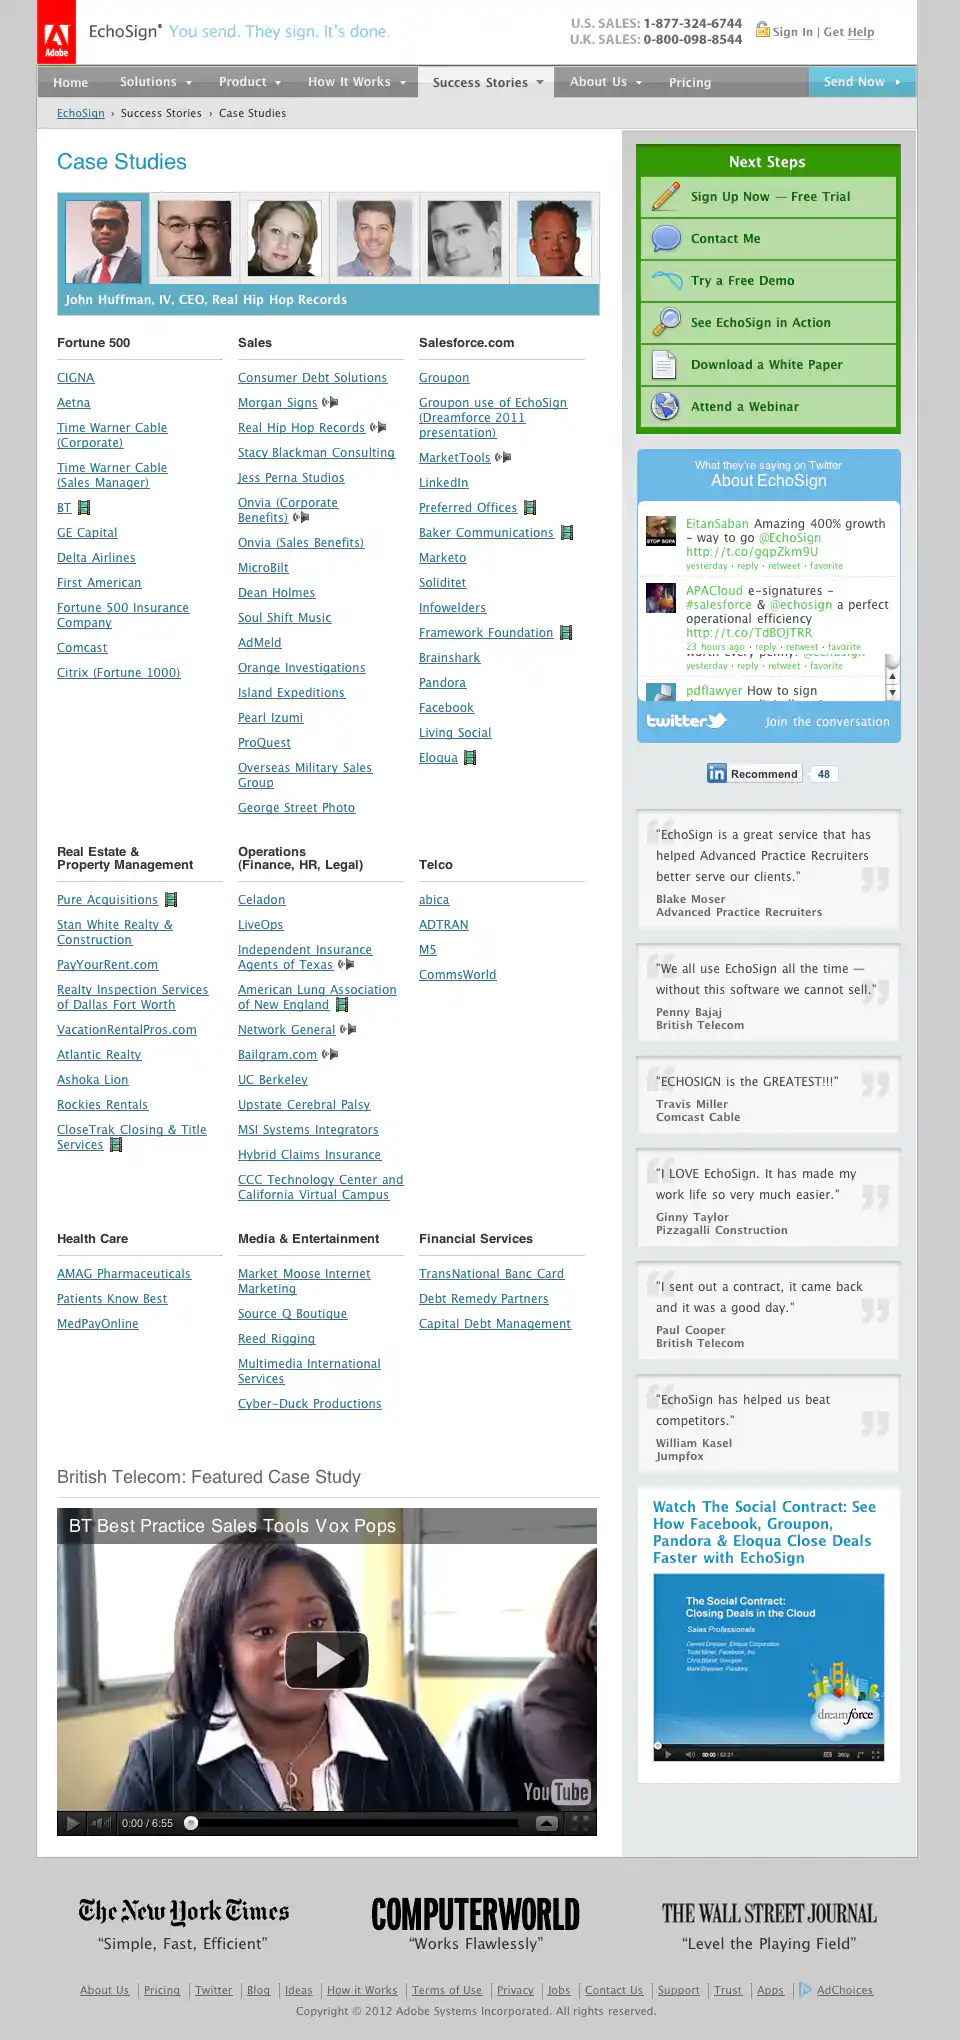 Adobe
EchoSign® You send. They sign. It's done.
U.S. SALES: 1-877-324-6744
U.K. SALES: 0-800-098-8544
Sign In | Get Help
Home Solutions Product How It Works Success Stories About Us Pricing Send Now
EchoSign › Success Stories › Case Studies
Case Studies
John Huffman, IV, CEO, Real Hip Hop Records
Fortune 500
CIGNA
Aetna
Time Warner Cable
(Corporate)
Time Warner Cable
(Sales Manager)
BT
GE Capital
Delta Airlines
First American
Fortune 500 Insurance
Company
Comcast
Citrix (Fortune 1000)
Sales
Consumer Debt Solutions
Morgan Signs
Real Hip Hop Records
Stacy Blackman Consulting
Jess Perna Studios
Onvia (Corporate
Benefits)
Onvia (Sales Benefits)
MicroBilt
Dean Holmes
Soul Shift Music
AdMeld
Orange Investigations
Island Expeditions
Pearl Izumi
ProQuest
Overseas Military Sales
Group
George Street Photo
Salesforce.com
Groupon
Groupon use of EchoSign
(Dreamforce 2011
presentation)
MarketTools
LinkedIn
Preferred Offices
Baker Communications
Marketo
Soliditet
Infowelders
Framework Foundation
Brainshark
Pandora
Facebook
Living Social
Eloqua
Real Estate &
Property Management
Pure Acquisitions
Stan White Realty &
Construction
PayYourRent.com
Realty Inspection Services
of Dallas Fort Worth
VacationRentalPros.com
Atlantic Realty
Ashoka Lion
Rockies Rentals
CloseTrak Closing & Title
Services
Operations
(Finance, HR, Legal)
Celadon
LiveOps
Independent Insurance
Agents of Texas
American Lung Association
of New England
Network General
Bailgram.com
UC Berkeley
Upstate Cerebral Palsy
MSI Systems Integrators
Hybrid Claims Insurance
CCC Technology Center and
California Virtual Campus
Telco
abica
ADTRAN
M5
CommsWorld
Health Care
AMAG Pharmaceuticals
Patients Know Best
MedPayOnline
Media & Entertainment
Market Moose Internet
Marketing
Source Q Boutique
Reed Rigging
Multimedia International
Services
Cyber-Duck Productions
Financial Services
TransNational Banc Card
Debt Remedy Partners
Capital Debt Management
British Telecom: Featured Case Study
BT Best Practice Sales Tools Vox Pops
YouTube
0:00 / 6:55
Next Steps
Sign Up Now — Free Trial
Contact Me
Try a Free Demo
See EchoSign in Action
Download a White Paper
Attend a Webinar
What they're saying on Twitter
About EchoSign
STOP SOPA
EitanSaban Amazing 400% growth
- way to go @EchoSign
http://t.co/gqpZkm9U
yesterday · reply · retweet · favorite
APACloud e-signatures -
#salesforce & @echosign a perfect
operational efficiency
http://t.co/TdBOJTRR
23 hours ago · reply · retweet · favorite
worth every penny! @echosign
yesterday · reply · retweet · favorite
pdflawyer How to sign
twitter
Join the conversation
in Recommend 48
"EchoSign is a great service that has
helped Advanced Practice Recruiters
better serve our clients."
Blake Moser
Advanced Practice Recruiters
"We all use EchoSign all the time —
without this software we cannot sell."
Penny Bajaj
British Telecom
"ECHOSIGN is the GREATEST!!!"
Travis Miller
Comcast Cable
"I LOVE EchoSign. It has made my
work life so very much easier."
Ginny Taylor
Pizzagalli Construction
"I sent out a contract, it came back
and it was a good day."
Paul Cooper
British Telecom
"EchoSign has helped us beat
competitors."
William Kasel
Jumpfox
Watch The Social Contract: See
How Facebook, Groupon,
Pandora & Eloqua Close Deals
Faster with EchoSign
The Social Contract:
Closing Deals in the Cloud
Sales Professionals
Todd Miner, Facebook, Inc
Chris Bland, Groupon
Mark Bresnan, Pandora
dreamforce
00:00 / 52:21
360p
The New York Times
"Simple, Fast, Efficient"
COMPUTERWORLD
"Works Flawlessly"
THE WALL STREET JOURNAL
"Level the Playing Field"
About Us | Pricing | Twitter | Blog | Ideas | How it Works | Terms of Use | Privacy | Jobs | Contact Us | Support | Trust | Apps | AdChoices
Copyright © 2012 Adobe Systems Incorporated. All rights reserved.